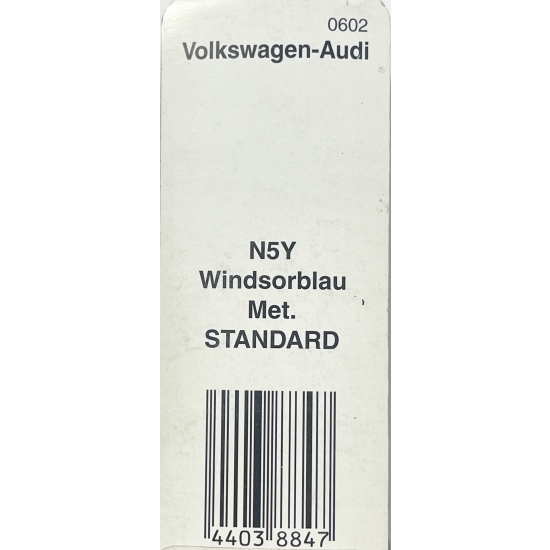 0602
Volkswagen-Audi
N5Y
Windsorblau
Met.
STANDARD
4403 8847